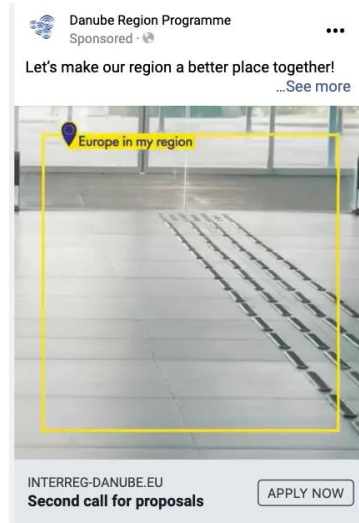 Danube Region Programme
Sponsored ·
Let's make our region a better place together!
...See more
Europe in my region
INTERREG-DANUBE.EU
Second call for proposals
APPLY NOW